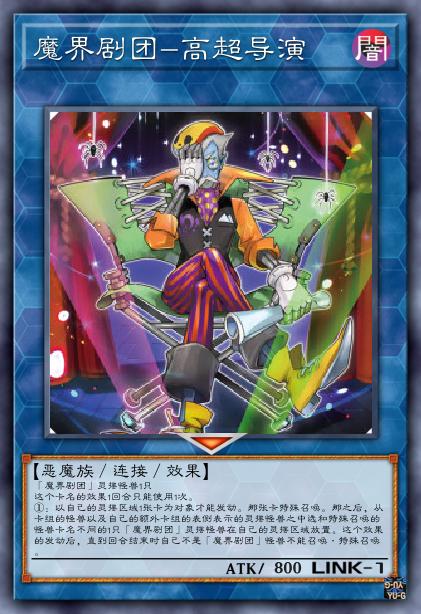 魔界剧团-高超导演
闇
【恶魔族/连接/效果】
「魔界剧团」灵摆怪兽1只
这个卡名的效果1回合只能使用1次。
①:以自己的灵摆区域1张卡为对象才能发动。那张卡特殊召唤。那之后,从
卡组的怪兽以及自己的额外卡组的表侧表示的灵摆怪兽之中选和特殊召唤的
怪兽卡名不同的1只「魔界剧团」灵摆怪兽在自己的灵摆区域放置。这个效果
的发动后,直到回合结束时自己不是「魔界剧团」怪兽不能召唤·特殊召唤
。
ATK/ 800 LINK-1